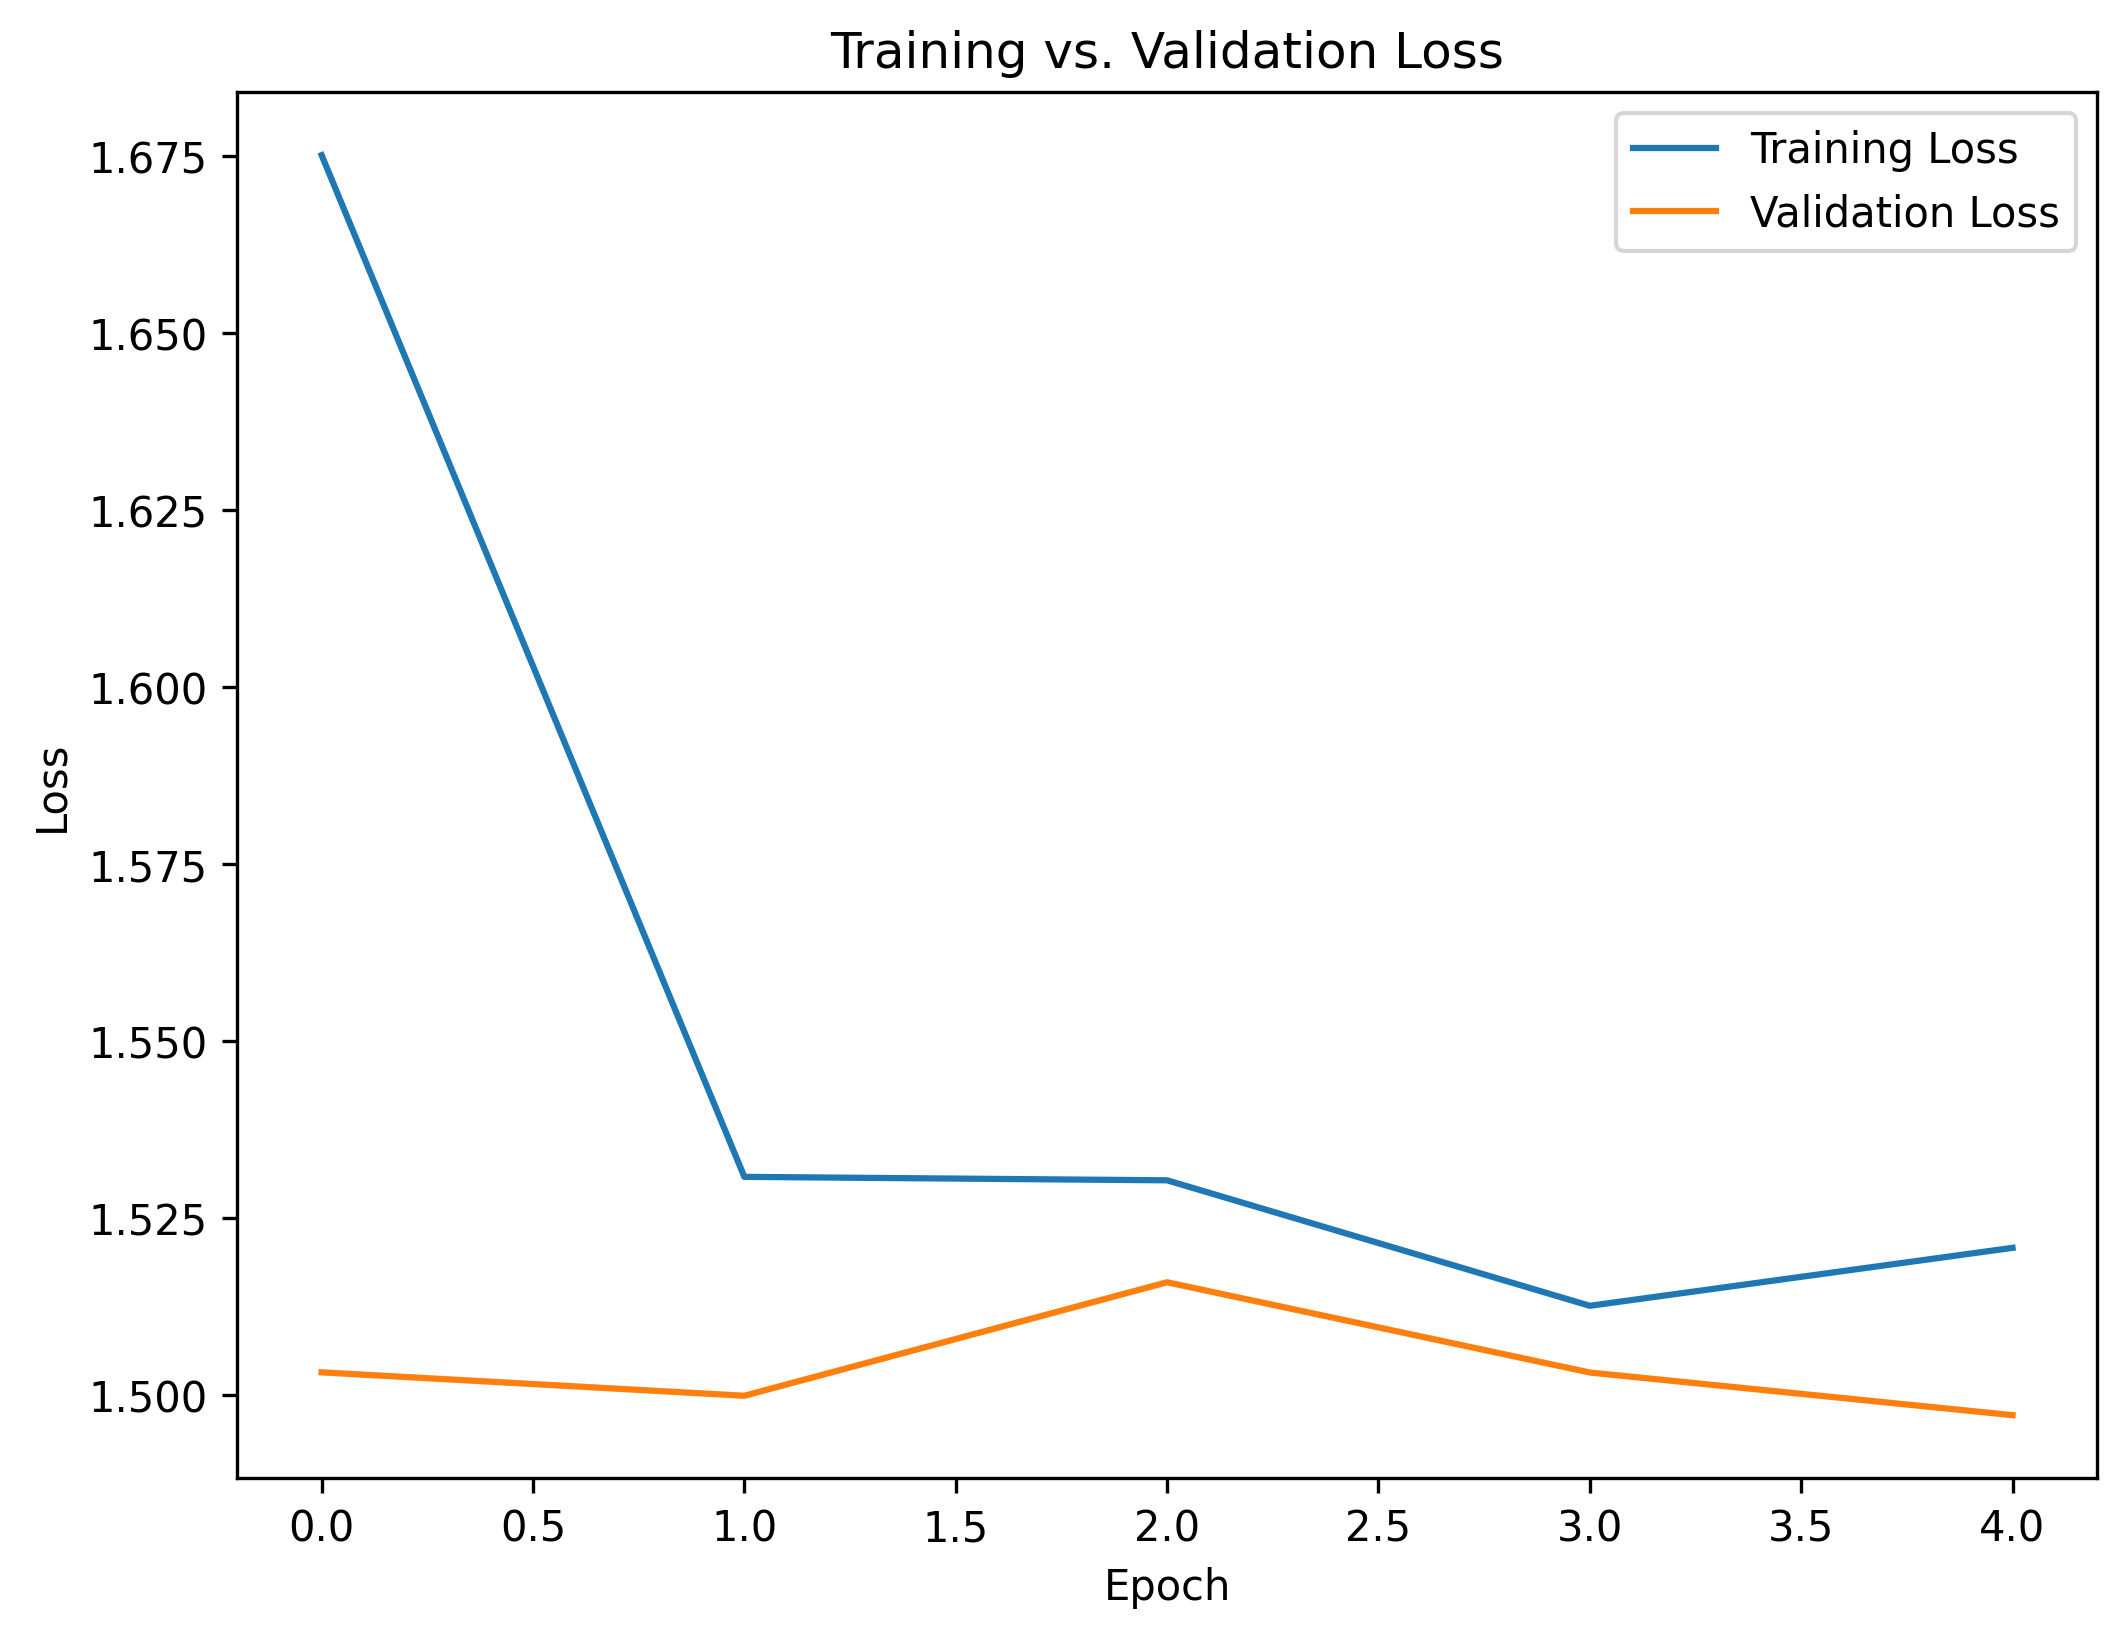 Training vs. Validation Loss
Training Loss
Validation Loss
1.675
1.650
1.625
1.600
1.575
1.550
1.525
1.500
Loss
0.0 0.5 1.0 1.5 2.0 2.5 3.0 3.5 4.0
Epoch